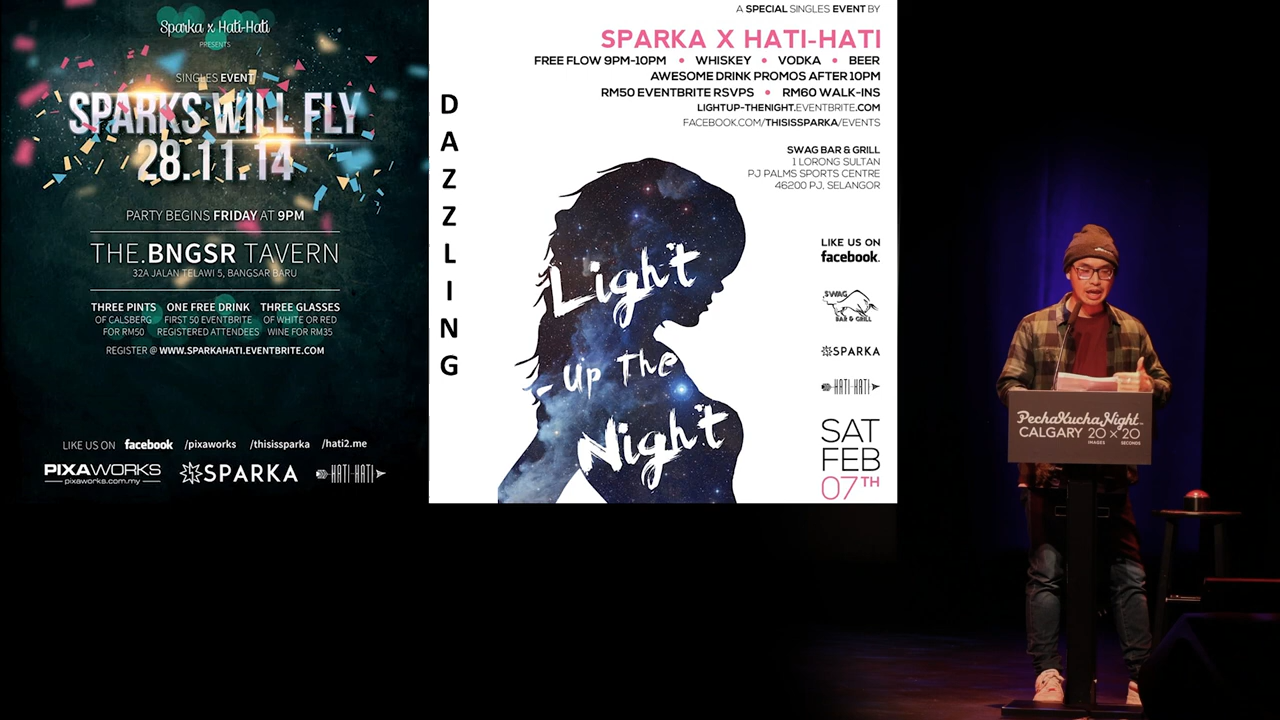 Sparka x Hati-Hati
PRESENTS
SINGLES EVENT
SPARKS WILL FLY
28.11.14
PARTY BEGINS FRIDAY AT 9PM
THE.BNGSR TAVERN
32A JALAN TELAWI 5, BANGSAR BARU
THREE PINTS
OF CALSBERG
FOR RM50
ONE FREE DRINK
FIRST 50 EVENTBRITE
REGISTERED ATTENDEES
THREE GLASSES
OF WHITE OR RED
WINE FOR RM35
REGISTER @ WWW.SPARKAHATI.EVENTBRITE.COM
LIKE US ON facebook /pixaworks /thisissparka /hati2.me
PIXAWORKS
pixaworks.com.my
SPARKA
HATI-HATI
DAZZLING
A SPECIAL SINGLES EVENT BY
SPARKA X HATI-HATI
FREE FLOW 9PM-10PM • WHISKEY • VODKA • BEER
AWESOME DRINK PROMOS AFTER 10PM
RM50 EVENTBRITE RSVPS • RM60 WALK-INS
LIGHTUP-THENIGHT.EVENTBRITE.COM
FACEBOOK.COM/THISISSPARKA/EVENTS
SWAG BAR & GRILL
1 LORONG SULTAN
PJ PALMS SPORTS CENTRE
46200 PJ, SELANGOR
Light
Up The
Night
LIKE US ON
facebook.
SWAG
BAR & GRILL
SPARKA
HATI-HATI
SAT
FEB
07TH
PechaKuchaNight
CALGARY 20×20
IMAGES SECONDS